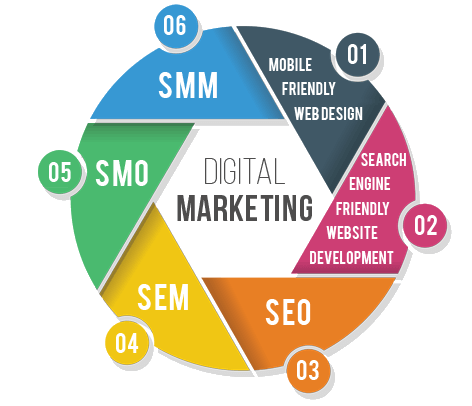 DIGITAL
MARKETING
01
MOBILE
FRIENDLY
WEB DESIGN
02
SEARCH
ENGINE
FRIENDLY
WEBSITE
DEVELOPMENT
03
SEO
04
SEM
05
SMO
06
SMM